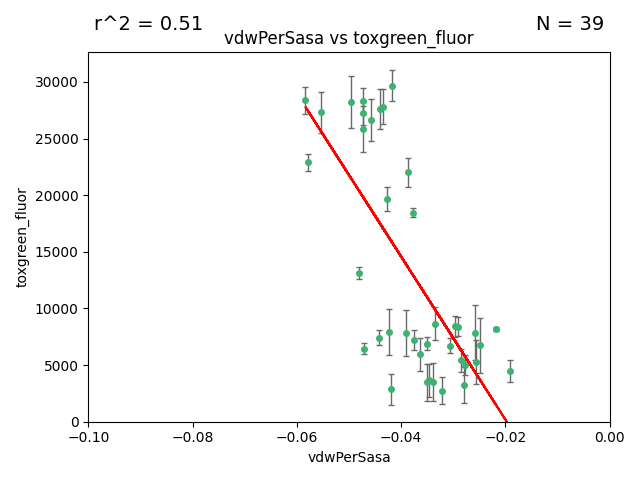 r^2 = 0.51 N = 39
vdwPerSasa vs toxgreen_fluor
30000
25000
20000
15000
10000
5000
0
toxgreen_fluor
−0.10 −0.08 −0.06 −0.04 −0.02 0.00
vdwPerSasa